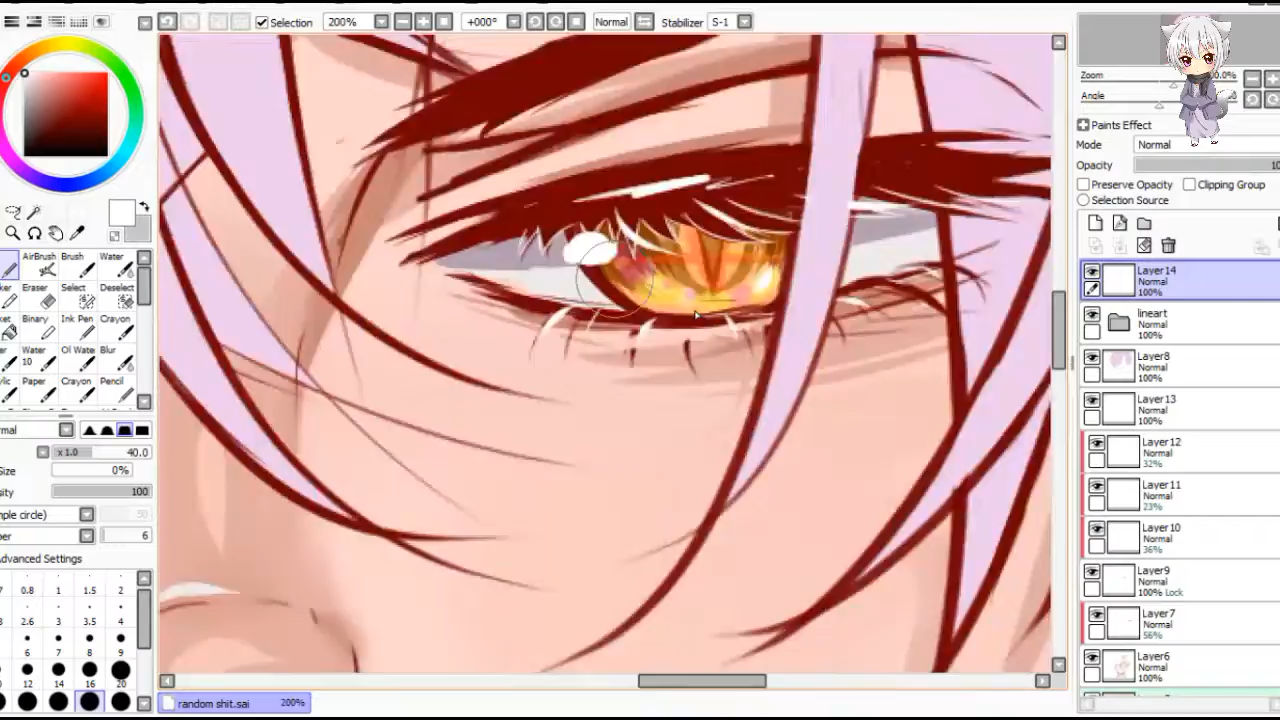 Selection 200% +000° Normal Stabilizer S-1
Zoom
Angle
Paints Effect
Mode Normal
Opacity
Preserve Opacity Clipping Group
Selection Source
AirBrush Brush Water
Eraser Select Deselect
Binary Ink Pen Crayon
Water 10 Ol Wate Blur
Paper Crayon Pencil
x 1.0 40.0
Size 0%
100
50
6
Advanced Settings
0.8 1 1.5 2
2.6 3 3.5 4
6 7 8 9
12 14 16 20
Layer14
Normal
100%
lineart
Normal
100%
Layer8
Normal
100%
Layer13
Normal
100%
Layer12
Normal
32%
Layer11
Normal
23%
Layer10
Normal
36%
Layer9
Normal
100% Lock
Layer7
Normal
56%
Layer6
Normal
100%
random shit.sai 200%